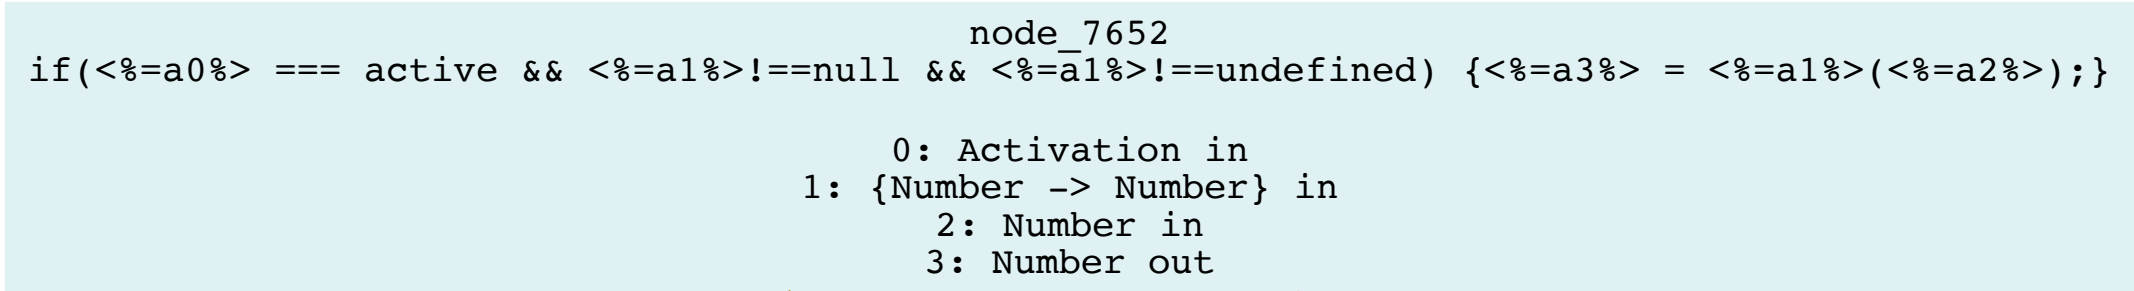 node_7652
if(<%=a0%> === active && <%=a1%>!==null && <%=a1%>!==undefined) {<%=a3%> = <%=a1%>(<%=a2%>);}
0: Activation in
1: {Number -> Number} in
2: Number in
3: Number out